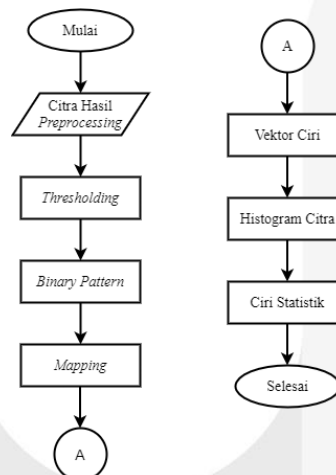 Mulai
Citra Hasil
Preprocessing
Thresholding
Binary Pattern
Mapping
A
A
Vektor Ciri
Histogram Citra
Ciri Statistik
Selesai